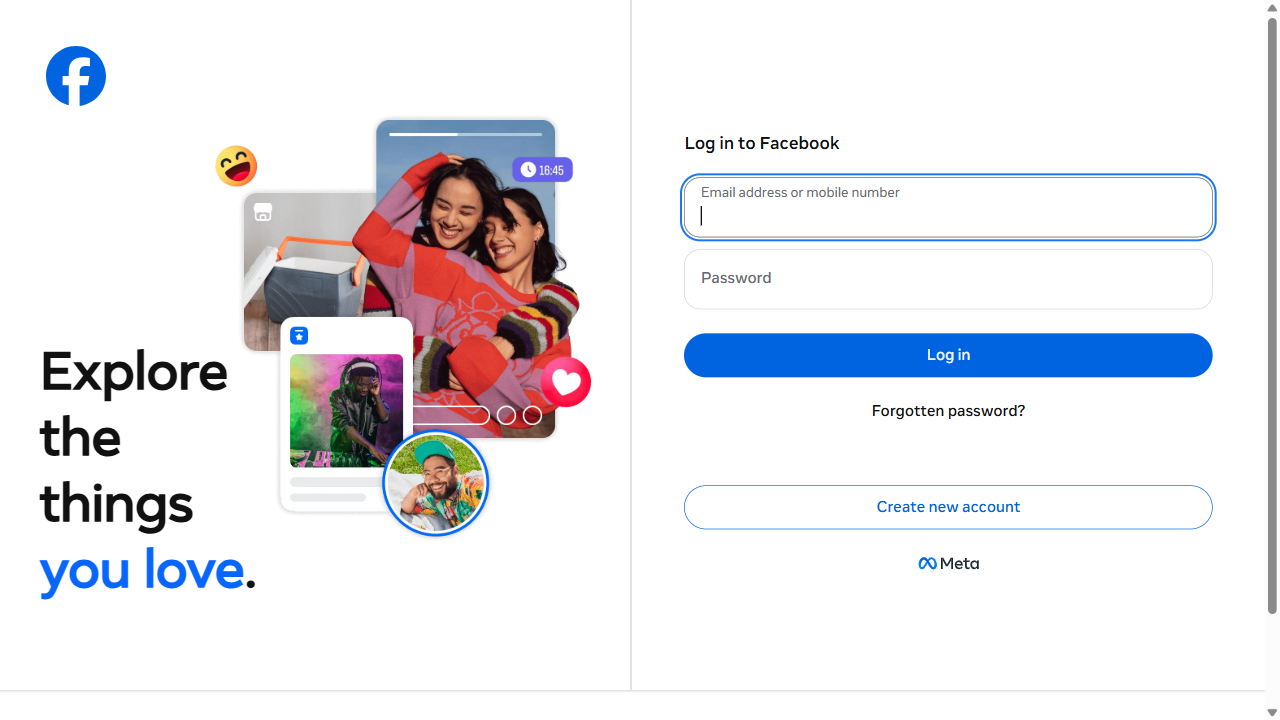 16:45
Explore
the
things
you love.
Log in to Facebook
Email address or mobile number
Password
Log in
Forgotten password?
Create new account
Meta